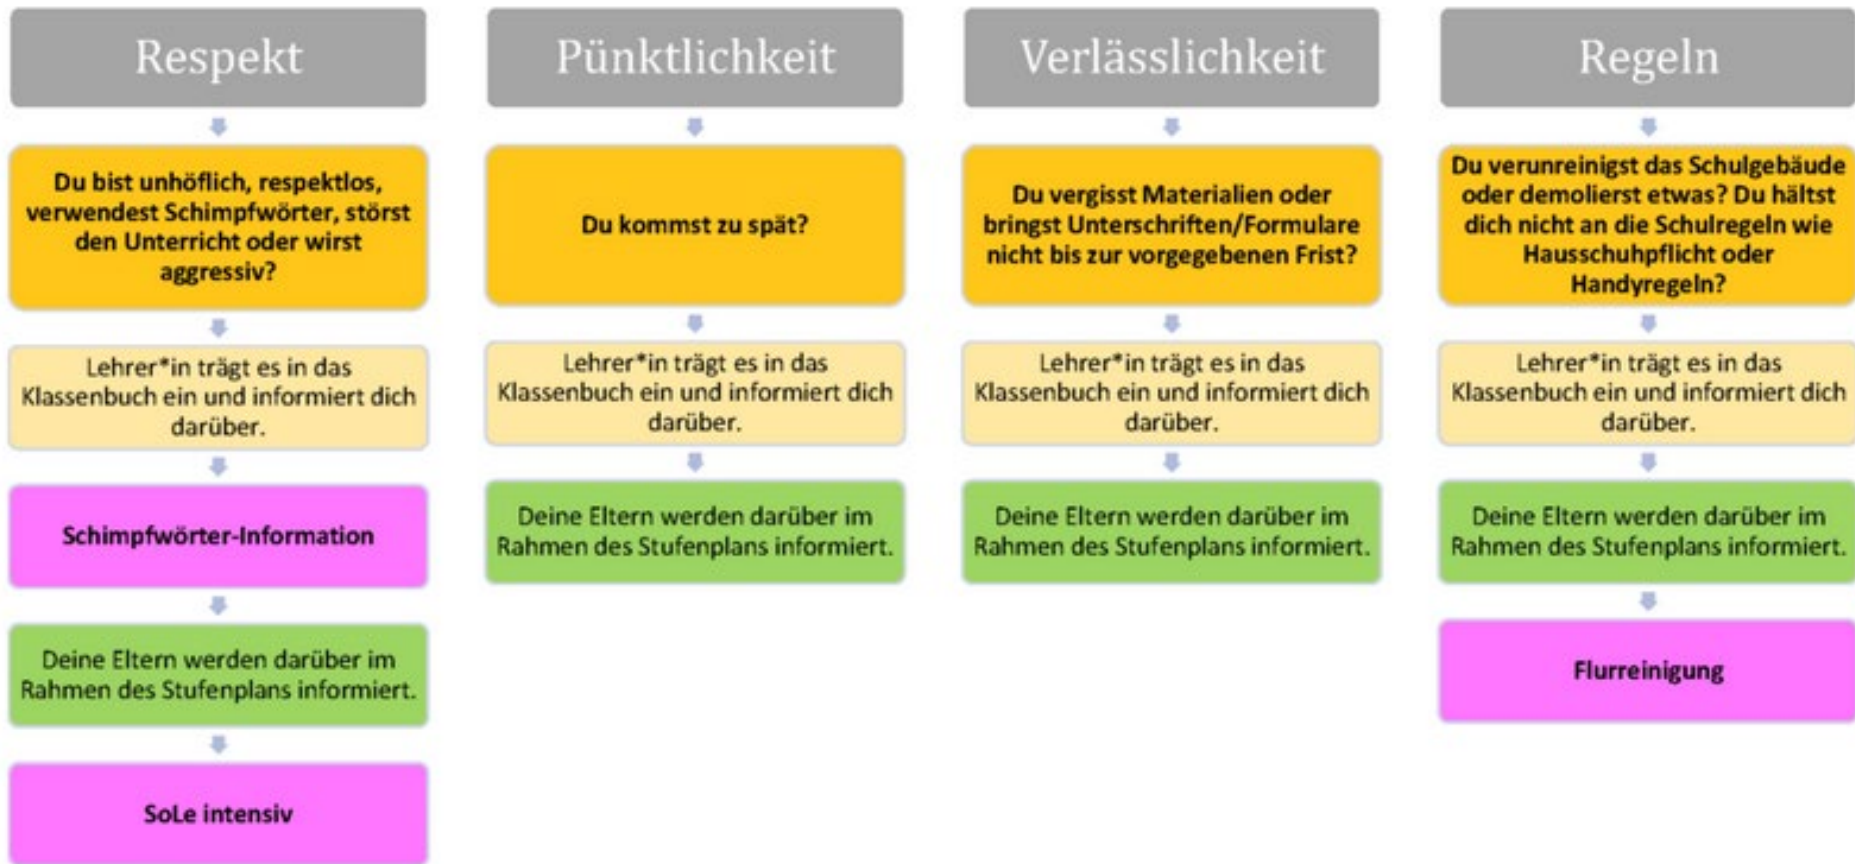 Respekt
Du bist unhöflich, respektlos,
verwendest Schimpfwörter, störst
den Unterricht oder wirst
aggressiv?
Lehrer*in trägt es in das
Klassenbuch ein und informiert dich
darüber.
Schimpfwörter-Information
Deine Eltern werden darüber im
Rahmen des Stufenplans informiert.
SoLe intensiv
Pünktlichkeit
Du kommst zu spät?
Lehrer*in trägt es in das
Klassenbuch ein und informiert dich
darüber.
Deine Eltern werden darüber im
Rahmen des Stufenplans informiert.
Verlässlichkeit
Du vergisst Materialien oder
bringst Unterschriften/Formulare
nicht bis zur vorgegebenen Frist?
Lehrer*in trägt es in das
Klassenbuch ein und informiert dich
darüber.
Deine Eltern werden darüber im
Rahmen des Stufenplans informiert.
Regeln
Du verunreinigst das Schulgebäude
oder demolierst etwas? Du hältst
dich nicht an die Schulregeln wie
Hausschuhpflicht oder
Handyregeln?
Lehrer*in trägt es in das
Klassenbuch ein und informiert dich
darüber.
Deine Eltern werden darüber im
Rahmen des Stufenplans informiert.
Flurreinigung